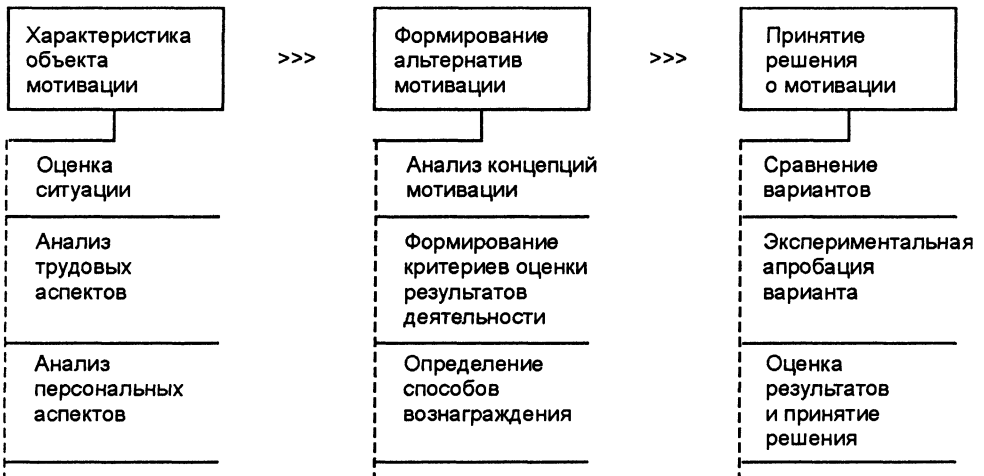 Характеристика
объекта
мотивации
>>>
Формирование
альтернатив
мотивации
>>>
Принятие
решения
о мотивации
Оценка
ситуации
Анализ
трудовых
аспектов
Анализ
персональных
аспектов
Анализ концепций
мотивации
Формирование
критериев оценки
результатов
деятельности
Определение
способов
вознаграждения
Сравнение
вариантов
Экспериментальная
апробация
варианта
Оценка
результатов
и принятие
решения